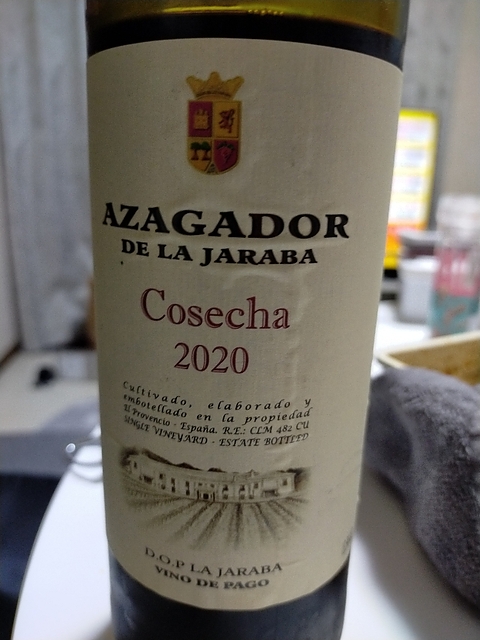 AZAGADOR
DE LA JARABA
Cosecha
2020
Cultivado, elaborado y
embotellado en la propiedad
El Provencio - España. R.E.: CLM 482 CU
SINGLE VINEYARD - ESTATE BOTTLED
D.O.P LA JARABA
VINO DE PAGO